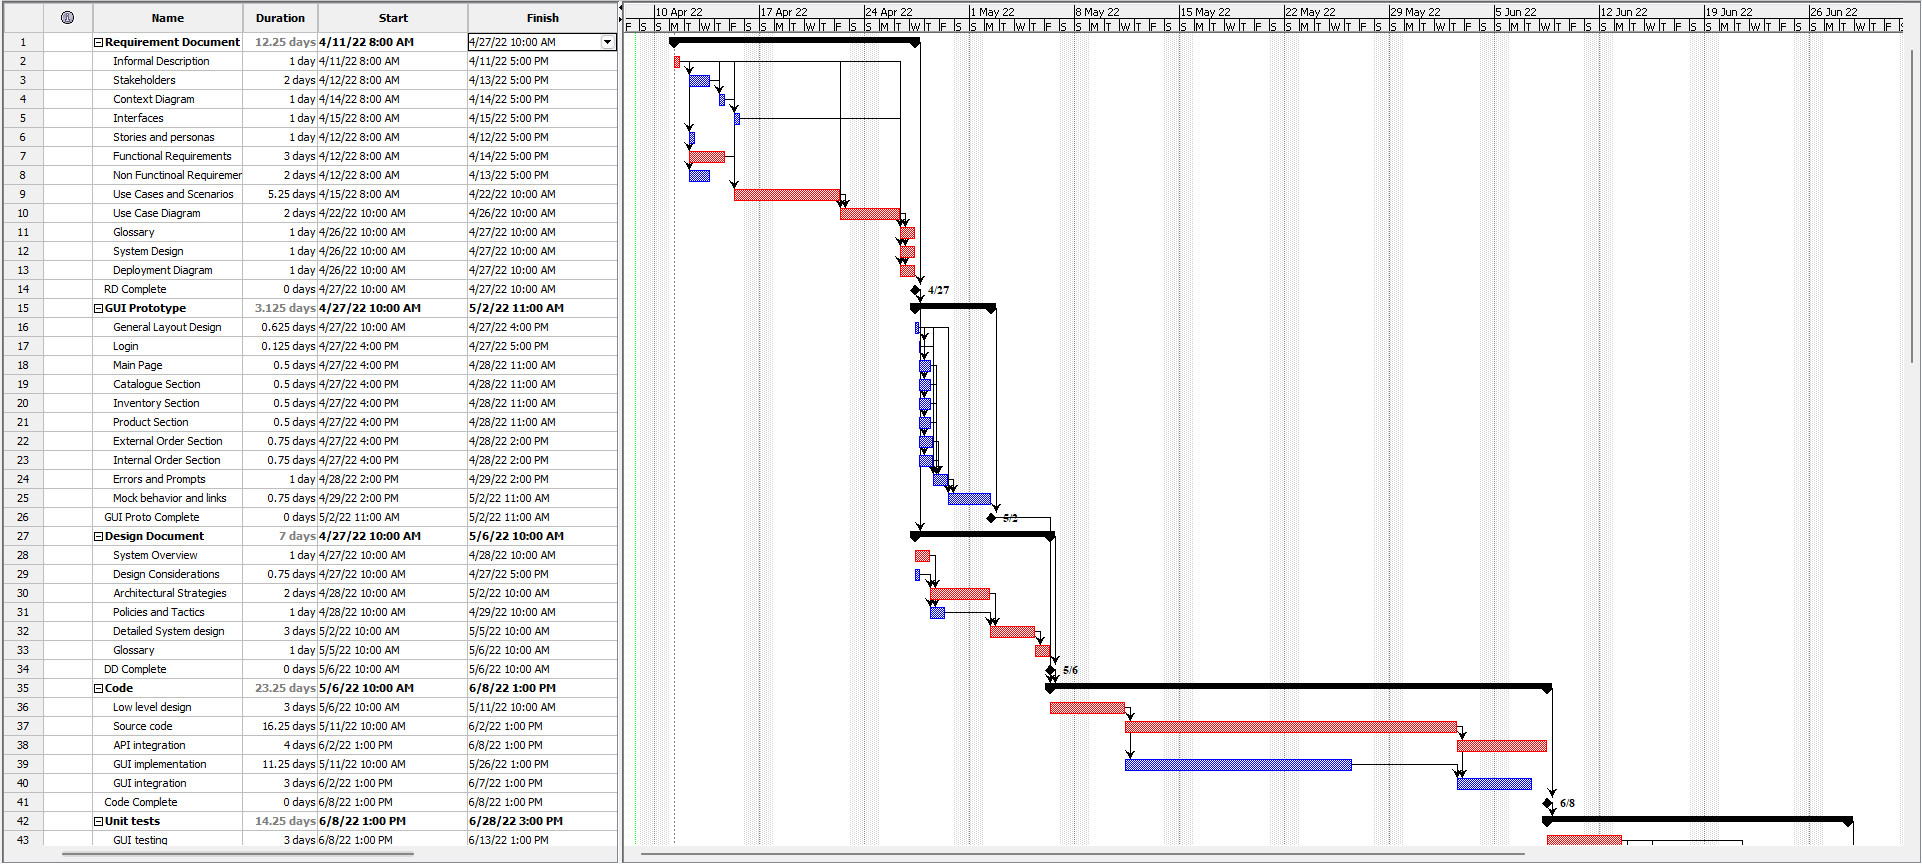 Name Duration Start Finish
10 Apr 22 17 Apr 22 24 Apr 22 1 May 22 8 May 22 15 May 22 22 May 22 29 May 22 5 Jun 22 12 Jun 22 19 Jun 22 26 Jun 22
F S S M T W T F S S M T W T F S S M T W T F S S M T W T F S S M T W T F S S M T W T F S S M T W T F S S M T W T F S S M T W T F S S M T W T F S S M T W T F S S M T W T F S S M T W T F S
1 Requirement Document 12.25 days 4/11/22 8:00 AM 4/27/22 10:00 AM
2 Informal Description 1 day 4/11/22 8:00 AM 4/11/22 5:00 PM
3 Stakeholders 2 days 4/12/22 8:00 AM 4/13/22 5:00 PM
4 Context Diagram 1 day 4/14/22 8:00 AM 4/14/22 5:00 PM
5 Interfaces 1 day 4/15/22 8:00 AM 4/15/22 5:00 PM
6 Stories and personas 1 day 4/12/22 8:00 AM 4/12/22 5:00 PM
7 Functional Requirements 3 days 4/12/22 8:00 AM 4/14/22 5:00 PM
8 Non Functinoal Requiremer 2 days 4/12/22 8:00 AM 4/13/22 5:00 PM
9 Use Cases and Scenarios 5.25 days 4/15/22 8:00 AM 4/22/22 10:00 AM
10 Use Case Diagram 2 days 4/22/22 10:00 AM 4/26/22 10:00 AM
11 Glossary 1 day 4/26/22 10:00 AM 4/27/22 10:00 AM
12 System Design 1 day 4/26/22 10:00 AM 4/27/22 10:00 AM
13 Deployment Diagram 1 day 4/26/22 10:00 AM 4/27/22 10:00 AM
14 RD Complete 0 days 4/27/22 10:00 AM 4/27/22 10:00 AM 4/27
15 GUI Prototype 3.125 days 4/27/22 10:00 AM 5/2/22 11:00 AM
16 General Layout Design 0.625 days 4/27/22 10:00 AM 4/27/22 4:00 PM
17 Login 0.125 days 4/27/22 4:00 PM 4/27/22 5:00 PM
18 Main Page 0.5 days 4/27/22 4:00 PM 4/28/22 11:00 AM
19 Catalogue Section 0.5 days 4/27/22 4:00 PM 4/28/22 11:00 AM
20 Inventory Section 0.5 days 4/27/22 4:00 PM 4/28/22 11:00 AM
21 Product Section 0.5 days 4/27/22 4:00 PM 4/28/22 11:00 AM
22 External Order Section 0.75 days 4/27/22 4:00 PM 4/28/22 2:00 PM
23 Internal Order Section 0.75 days 4/27/22 4:00 PM 4/28/22 2:00 PM
24 Errors and Prompts 1 day 4/28/22 2:00 PM 4/29/22 2:00 PM
25 Mock behavior and links 0.75 days 4/29/22 2:00 PM 5/2/22 11:00 AM
26 GUI Proto Complete 0 days 5/2/22 11:00 AM 5/2/22 11:00 AM 5/2
27 Design Document 7 days 4/27/22 10:00 AM 5/6/22 10:00 AM
28 System Overview 1 day 4/27/22 10:00 AM 4/28/22 10:00 AM
29 Design Considerations 0.75 days 4/27/22 10:00 AM 4/27/22 5:00 PM
30 Architectural Strategies 2 days 4/28/22 10:00 AM 5/2/22 10:00 AM
31 Policies and Tactics 1 day 4/28/22 10:00 AM 4/29/22 10:00 AM
32 Detailed System design 3 days 5/2/22 10:00 AM 5/5/22 10:00 AM
33 Glossary 1 day 5/5/22 10:00 AM 5/6/22 10:00 AM
34 DD Complete 0 days 5/6/22 10:00 AM 5/6/22 10:00 AM 5/6
35 Code 23.25 days 5/6/22 10:00 AM 6/8/22 1:00 PM
36 Low level design 3 days 5/6/22 10:00 AM 5/11/22 10:00 AM
37 Source code 16.25 days 5/11/22 10:00 AM 6/2/22 1:00 PM
38 API integration 4 days 6/2/22 1:00 PM 6/8/22 1:00 PM
39 GUI implementation 11.25 days 5/11/22 10:00 AM 5/26/22 1:00 PM
40 GUI integration 3 days 6/2/22 1:00 PM 6/7/22 1:00 PM
41 Code Complete 0 days 6/8/22 1:00 PM 6/8/22 1:00 PM 6/8
42 Unit tests 14.25 days 6/8/22 1:00 PM 6/28/22 3:00 PM
43 GUI testing 3 days 6/8/22 1:00 PM 6/13/22 1:00 PM